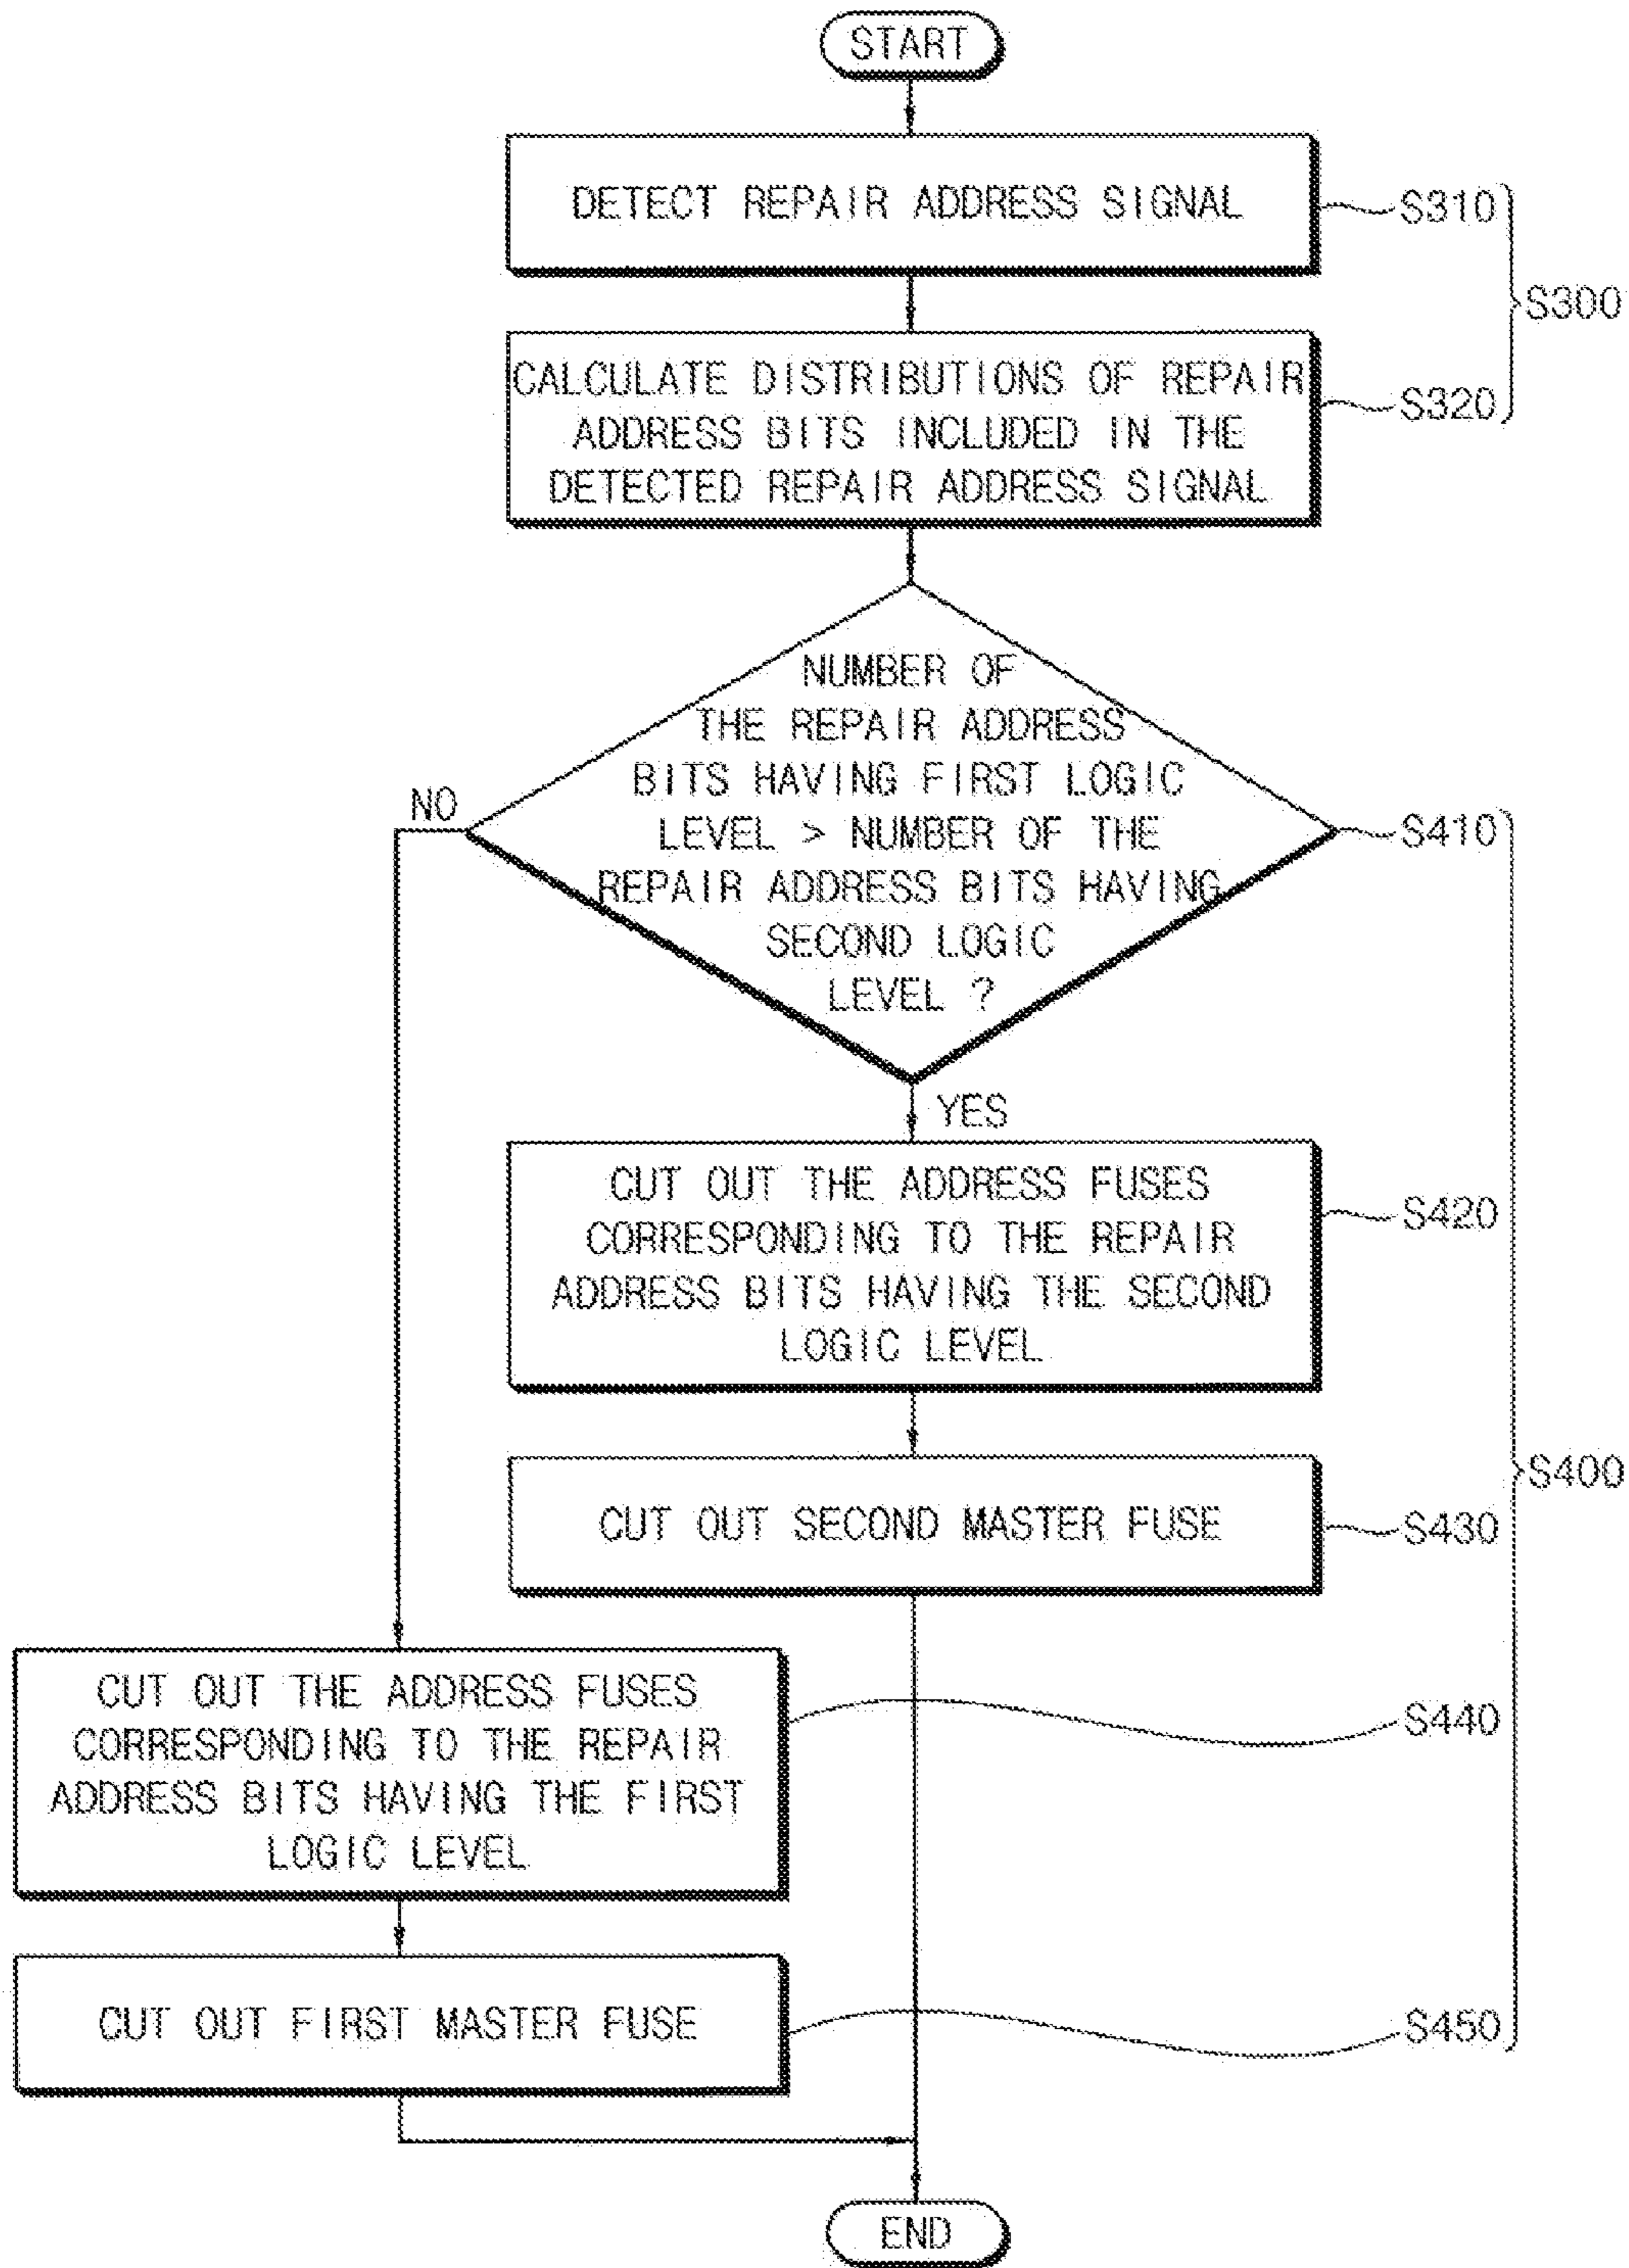 START
DETECT REPAIR ADDRESS SIGNAL
S310
S300
CALCULATE DISTRIBUTIONS OF REPAIR
ADDRESS BITS INCLUDED IN THE
DETECTED REPAIR ADDRESS SIGNAL
S320
NUMBER OF
THE REPAIR ADDRESS
BITS HAVING FIRST LOGIC
LEVEL > NUMBER OF THE
REPAIR ADDRESS BITS HAVING
SECOND LOGIC
LEVEL ?
NO
S410
YES
CUT OUT THE ADDRESS FUSES
CORRESPONDING TO THE REPAIR
ADDRESS BITS HAVING THE SECOND
LOGIC LEVEL
S420
CUT OUT SECOND MASTER FUSE
S430
S400
CUT OUT THE ADDRESS FUSES
CORRESPONDING TO THE REPAIR
ADDRESS BITS HAVING THE FIRST
LOGIC LEVEL
S440
CUT OUT FIRST MASTER FUSE
S450
END